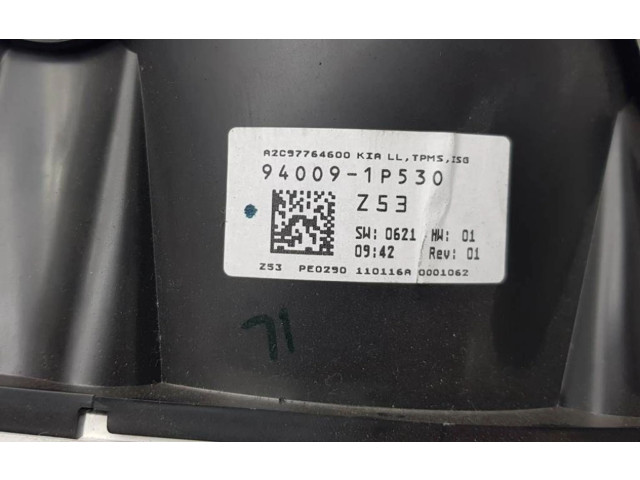 A2C97764600 KIA LL,TPMS,ISG
94009-1P530
Z53
SW: 0621 HW: 01
09:42 Rev: 01
Z53 PE0290 110116A 0001062